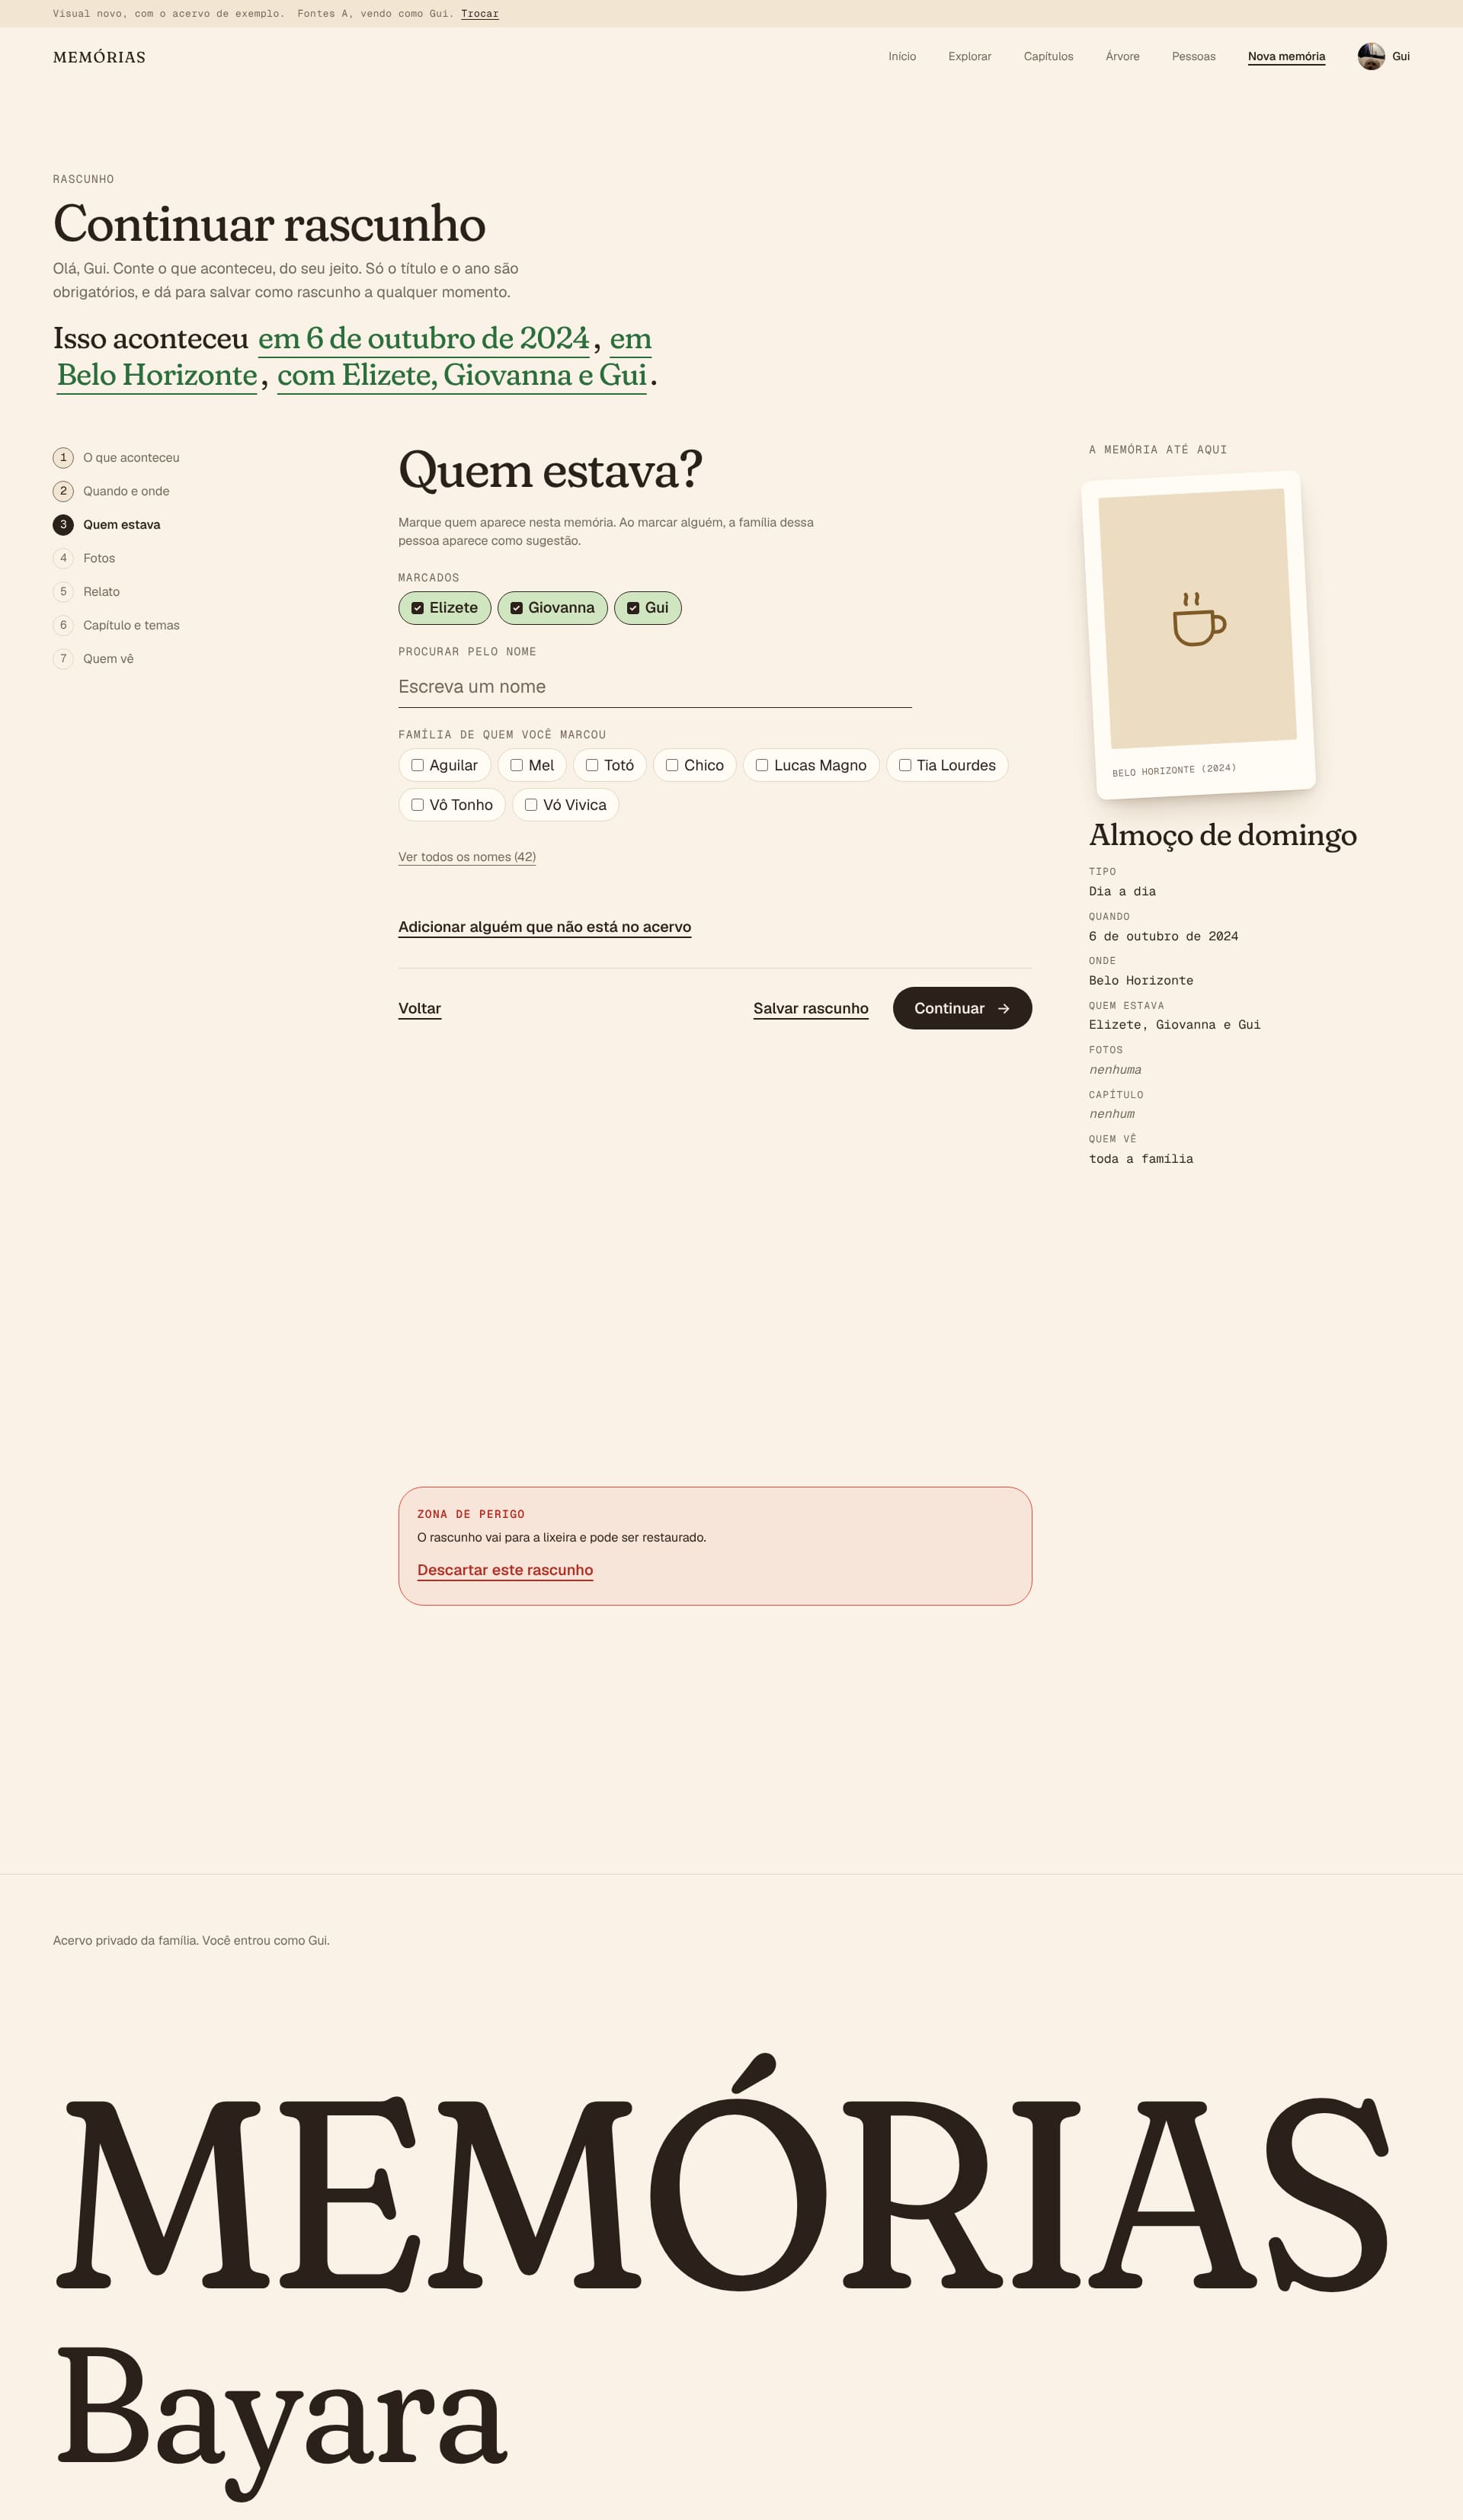 Visual novo, com o acervo de exemplo. Fontes A, vendo como Gui. Trocar
MEMÓRIAS
Início
Explorar
Capítulos
Árvore
Pessoas
Nova memória
Gui
RASCUNHO
Continuar rascunho
Olá, Gui. Conte o que aconteceu, do seu jeito. Só o título e o ano são
obrigatórios, e dá para salvar como rascunho a qualquer momento.
Isso aconteceu em 6 de outubro de 2024, em
Belo Horizonte, com Elizete, Giovanna e Gui.
1 O que aconteceu
2 Quando e onde
3 Quem estava
4 Fotos
5 Relato
6 Capítulo e temas
7 Quem vê
Quem estava?
Marque quem aparece nesta memória. Ao marcar alguém, a família dessa
pessoa aparece como sugestão.
MARCADOS
Elizete Giovanna Gui
PROCURAR PELO NOME
Escreva um nome
FAMÍLIA DE QUEM VOCÊ MARCOU
Aguilar Mel Totó Chico Lucas Magno Tia Lourdes
Vô Tonho Vó Vivica
Ver todos os nomes (42)
Adicionar alguém que não está no acervo
Voltar
Salvar rascunho
Continuar →
A MEMÓRIA ATÉ AQUI
BELO HORIZONTE (2024)
Almoço de domingo
TIPO
Dia a dia
QUANDO
6 de outubro de 2024
ONDE
Belo Horizonte
QUEM ESTAVA
Elizete, Giovanna e Gui
FOTOS
nenhuma
CAPÍTULO
nenhum
QUEM VÊ
toda a família
ZONA DE PERIGO
O rascunho vai para a lixeira e pode ser restaurado.
Descartar este rascunho
Acervo privado da família. Você entrou como Gui.
MEMÓRIAS
Bayara